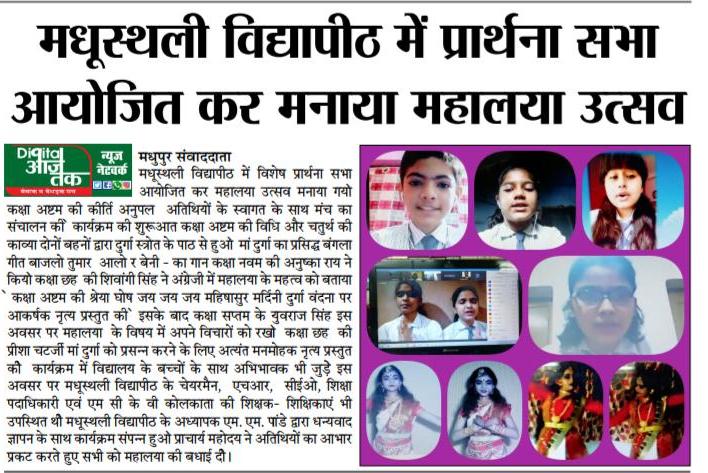 मधुस्थली विद्यापीठ में प्रार्थना सभा
आयोजित कर मनाया महालया उत्सव
Digital
आज
तक
न्यूज
नेटवर्क
मधुपुर संवाददाता
मधुस्थली विद्यापीठ में विशेष प्रार्थना सभा
आयोजित कर महालया उत्सव मनाया गयो
कक्षा अष्टम की कीर्ति अनुपल अतिथियों के स्वागत के साथ मंच का
संचालन की कार्यक्रम की शुरूआत कक्षा अष्टम की विधि और चतुर्थ की
काव्या दोनों बहनों द्वारा दुर्गा स्त्रोत के पाठ से हुओ मां दुर्गा का प्रसिद्ध बंगला
गीत बाजलो तुमार आलो र बेनी - का गान कक्षा नवम की अनुष्का राय ने
कियो कक्षा छह की शिवांगी सिंह ने अंग्रेजी में महालया के महत्व को बताया
` कक्षा अष्टम की श्रेया घोष जय जय जय महिषासुर मर्दिनी दुर्गा वंदना पर
आकर्षक नृत्य प्रस्तुत की` इसके बाद कक्षा सप्तम के युवराज सिंह इस
अवसर पर महालया के विषय में अपने विचारों को रखो कक्षा छह की
प्रीशा चटर्जी मां दुर्गा को प्रसन्न करने के लिए अत्यंत मनमोहक नृत्य प्रस्तुत
कौ कार्यक्रम में विद्यालय के बच्चों के साथ अभिभावक भी जुड़े इस
अवसर पर मधुस्थली विद्यापीठ के चेयरमैन, एचआर, सीईओ, शिक्षा
पदाधिकारी एवं एम सी के वी कोलकाता की शिक्षक- शिक्षिकाएं भी
उपस्थित थी मधुस्थली विद्यापीठ के अध्यापक एम. एम. पांडे द्वारा धन्यवाद
ज्ञापन के साथ कार्यक्रम संपन्न हुओ प्राचार्य महोदय ने अतिथियों का आभार
प्रकट करते हुए सभी को महालया की बधाई दी।